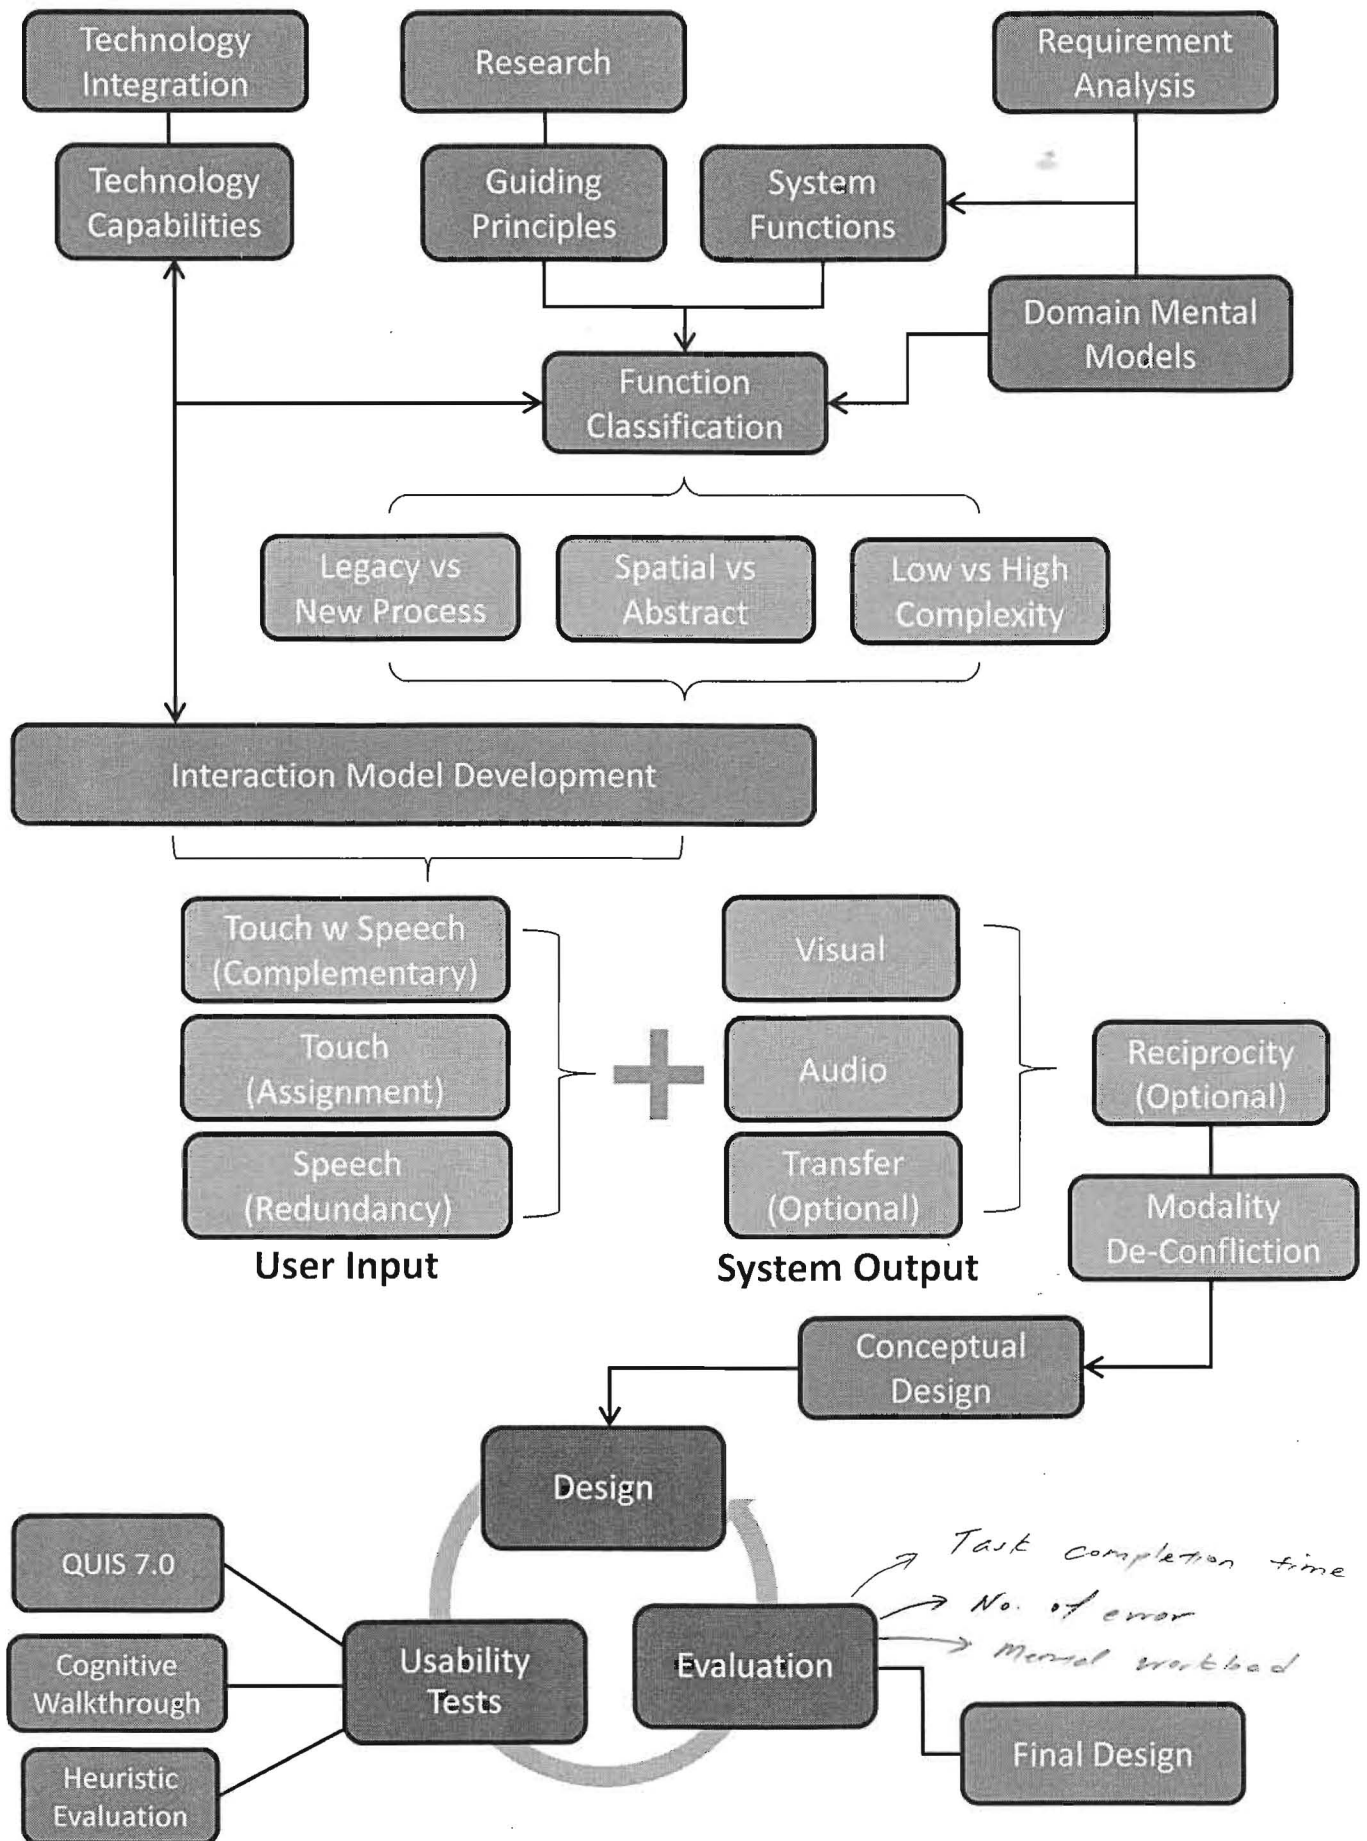 Technology
Integration
Research
Requirement
Analysis
Technology
Capabilities
Guiding
Principles
System
Functions
Domain Mental
Models
Function
Classification
Legacy vs
New Process
Spatial vs
Abstract
Low vs High
Complexity
Interaction Model Development
Touch w Speech
(Complementary)
Touch
(Assignment)
Speech
(Redundancy)
User Input
Visual
Audio
Transfer
(Optional)
System Output
Reciprocity
(Optional)
Modality
De-Confliction
Conceptual
Design
Design
QUIS 7.0
Cognitive
Walkthrough
Heuristic
Evaluation
Usability
Tests
Evaluation
Task completion time
No. of error
Mental workload
Final Design